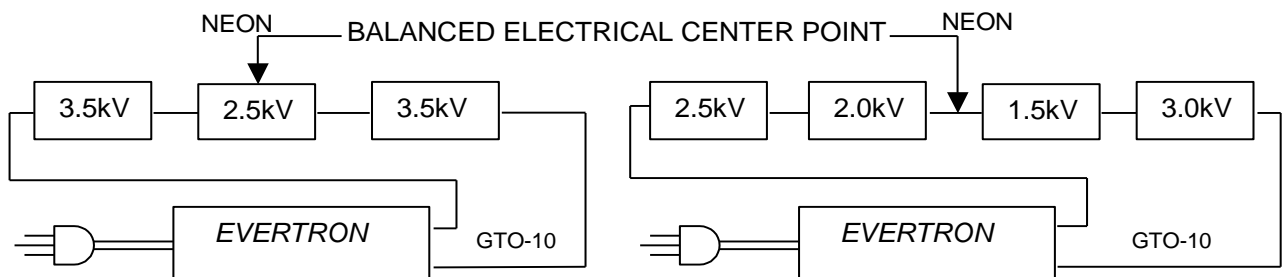 NEON BALANCED ELECTRICAL CENTER POINT NEON
3.5kV 2.5kV 3.5kV 2.5kV 2.0kV 1.5kV 3.0kV
EVERTRON GTO-10 EVERTRON GTO-10